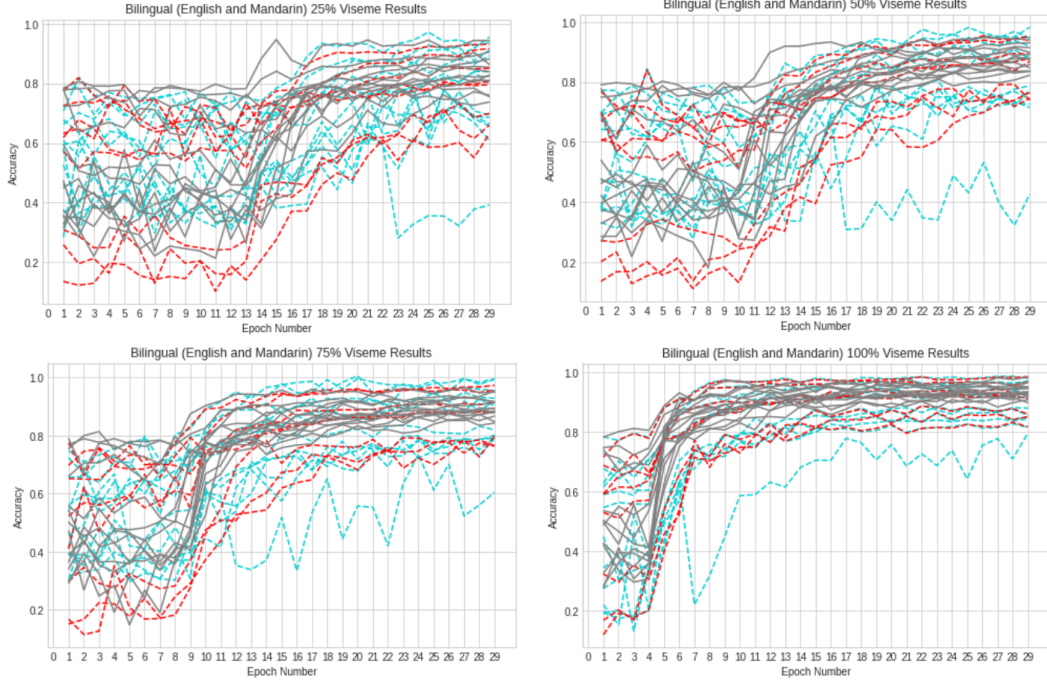 Bilingual (English and Mandarin) 25% Viseme Results
1.0
0.8
0.6
0.4
0.2
Accuracy
0 1 2 3 4 5 6 7 8 9 10 11 12 13 14 15 16 17 18 19 20 21 22 23 24 25 26 27 28 29
Epoch Number
Bilingual (English and Mandarin) 50% Viseme Results
1.0
0.8
0.6
0.4
0.2
Accuracy
0 1 2 3 4 5 6 7 8 9 10 11 12 13 14 15 16 17 18 19 20 21 22 23 24 25 26 27 28 29
Epoch Number
Bilingual (English and Mandarin) 75% Viseme Results
1.0
0.8
0.6
0.4
0.2
Accuracy
0 1 2 3 4 5 6 7 8 9 10 11 12 13 14 15 16 17 18 19 20 21 22 23 24 25 26 27 28 29
Epoch Number
Bilingual (English and Mandarin) 100% Viseme Results
1.0
0.8
0.6
0.4
0.2
Accuracy
0 1 2 3 4 5 6 7 8 9 10 11 12 13 14 15 16 17 18 19 20 21 22 23 24 25 26 27 28 29
Epoch Number